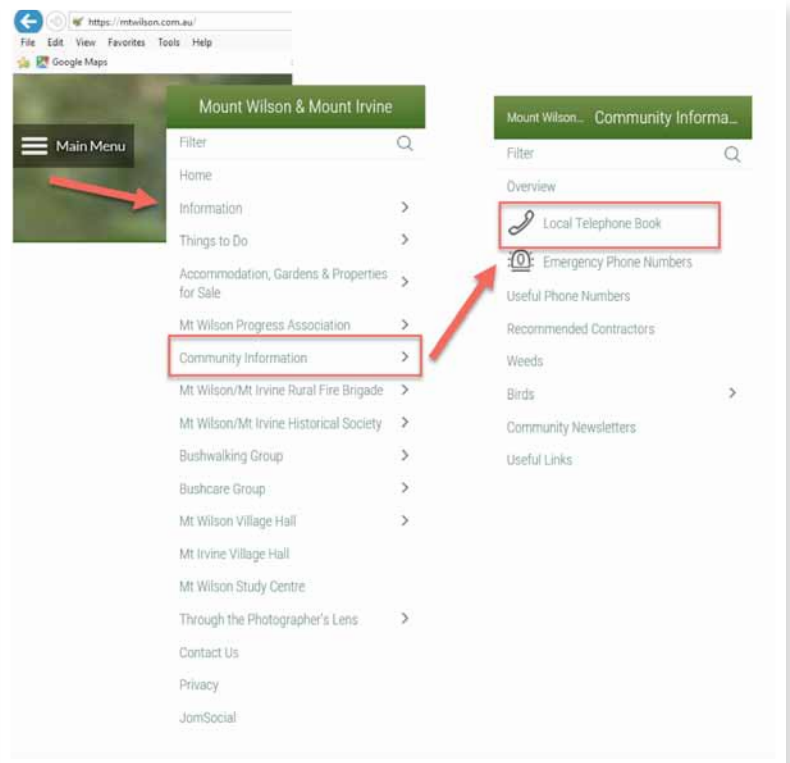 https://mtwilson.com.au/
File Edit View Favorites Tools Help
Google Maps
Main Menu
Mount Wilson & Mount Irvine
Filter
Home
Information
Things to Do
Accommodation, Gardens & Properties
for Sale
Mt Wilson Progress Association
Community Information
Mt Wilson/Mt Irvine Rural Fire Brigade
Mt Wilson/Mt Irvine Historical Society
Bushwalking Group
Bushcare Group
Mt Wilson Village Hall
Mt Irvine Village Hall
Mt Wilson Study Centre
Through the Photographer's Lens
Contact Us
Privacy
JomSocial
Mount Wilson... Community Informa...
Filter
Overview
Local Telephone Book
Emergency Phone Numbers
Useful Phone Numbers
Recommended Contractors
Weeds
Birds
Community Newsletters
Useful Links